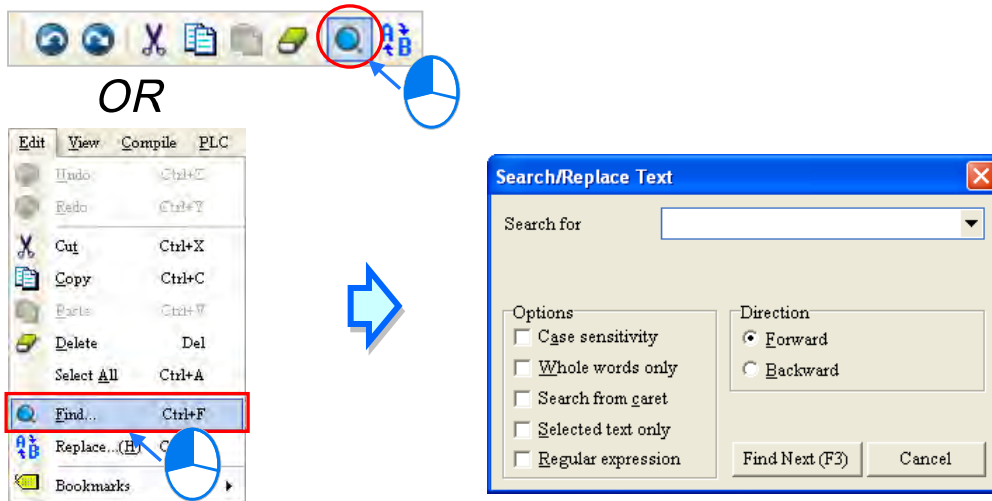 A
B
OR
Edit View Compile PLC
Undo Ctrl+Z
Redo Ctrl+Y
Cut Ctrl+X
Copy Ctrl+C
Paste Ctrl+V
Delete Del
Select All Ctrl+A
Find... Ctrl+F
A
B Replace...(H) C
Bookmarks
Search/Replace Text
Search for
Options
Case sensitivity
Whole words only
Search from caret
Selected text only
Regular expression
Direction
Forward
Backward
Find Next (F3) Cancel